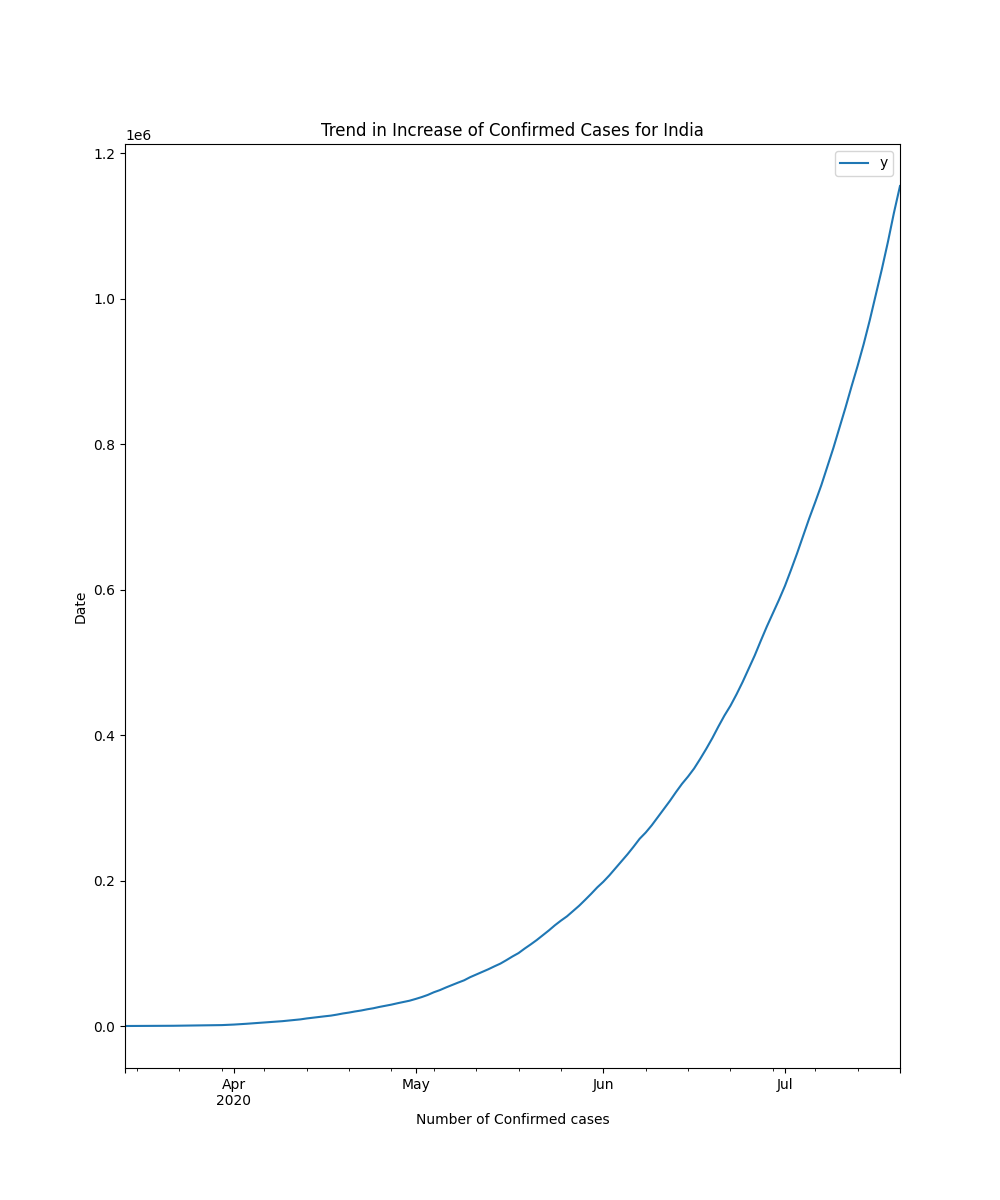 Trend in Increase of Confirmed Cases for India
1e6
y
1.2
1.0
0.8
0.6
0.4
0.2
0.0
Date
Apr May Jun Jul
2020
Number of Confirmed cases